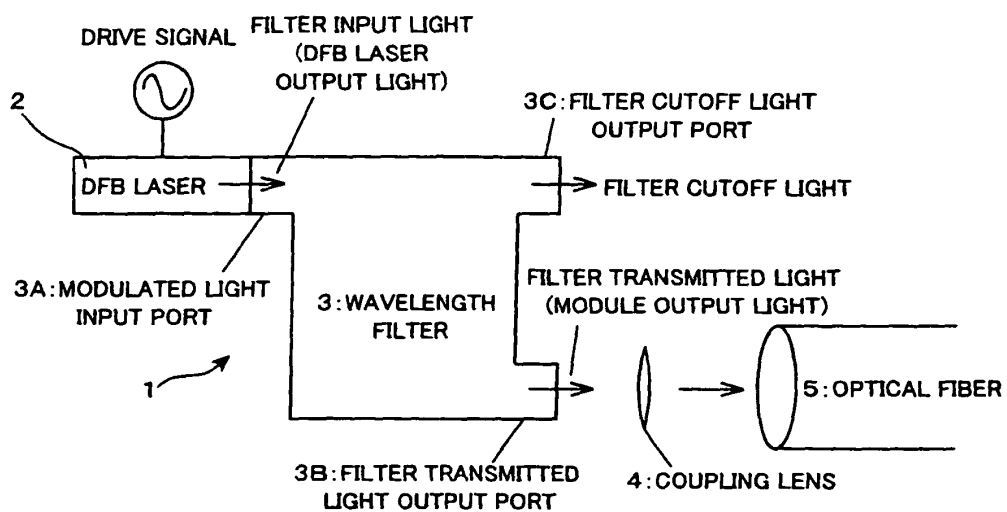 DRIVE SIGNAL
FILTER INPUT LIGHT
(DFB LASER
OUTPUT LIGHT)
2
3C:FILTER CUTOFF LIGHT
OUTPUT PORT
DFB LASER
FILTER CUTOFF LIGHT
3A:MODULATED LIGHT
INPUT PORT
3:WAVELENGTH
FILTER
FILTER TRANSMITTED LIGHT
(MODULE OUTPUT LIGHT)
1
5:OPTICAL FIBER
3B:FILTER TRANSMITTED
LIGHT OUTPUT PORT
4:COUPLING LENS